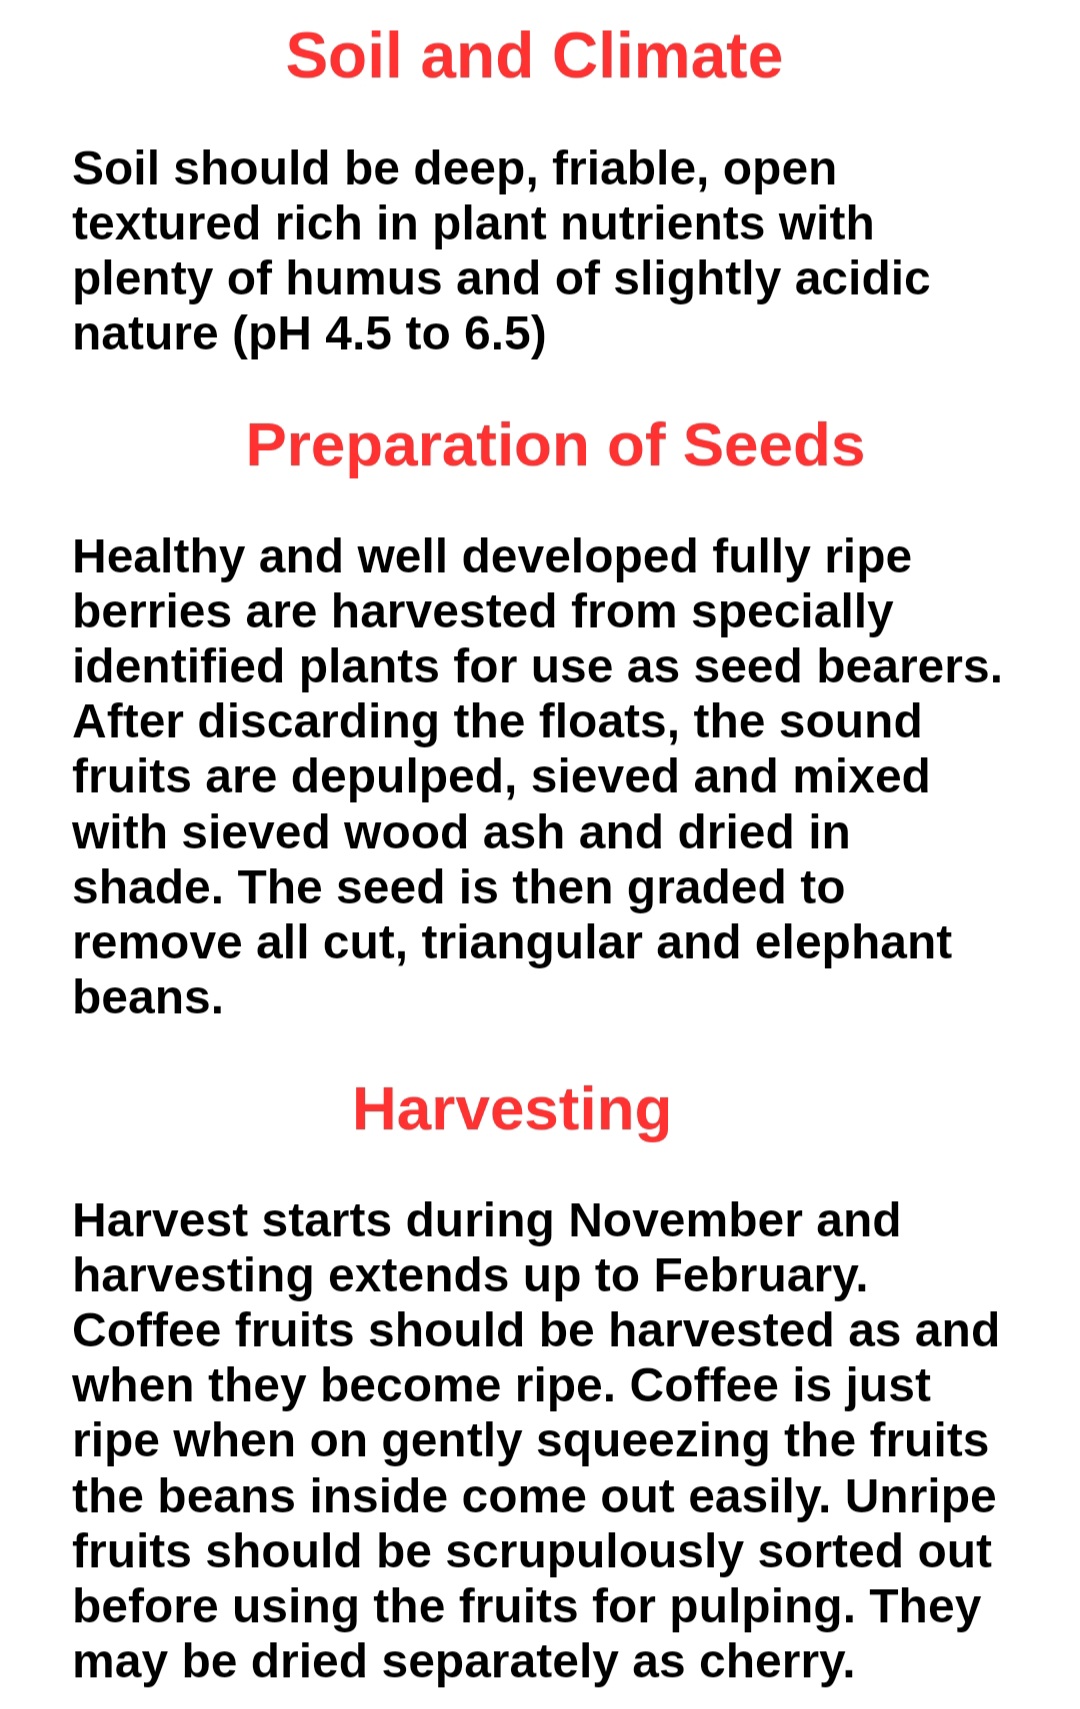 Soil and Climate
Soil should be deep, friable, open
textured rich in plant nutrients with
plenty of humus and of slightly acidic
nature (pH 4.5 to 6.5)
Preparation of Seeds
Healthy and well developed fully ripe
berries are harvested from specially
identified plants for use as seed bearers.
After discarding the floats, the sound
fruits are depulped, sieved and mixed
with sieved wood ash and dried in
shade. The seed is then graded to
remove all cut, triangular and elephant
beans.
Harvesting
Harvest starts during November and
harvesting extends up to February.
Coffee fruits should be harvested as and
when they become ripe. Coffee is just
ripe when on gently squeezing the fruits
the beans inside come out easily. Unripe
fruits should be scrupulously sorted out
before using the fruits for pulping. They
may be dried separately as cherry.